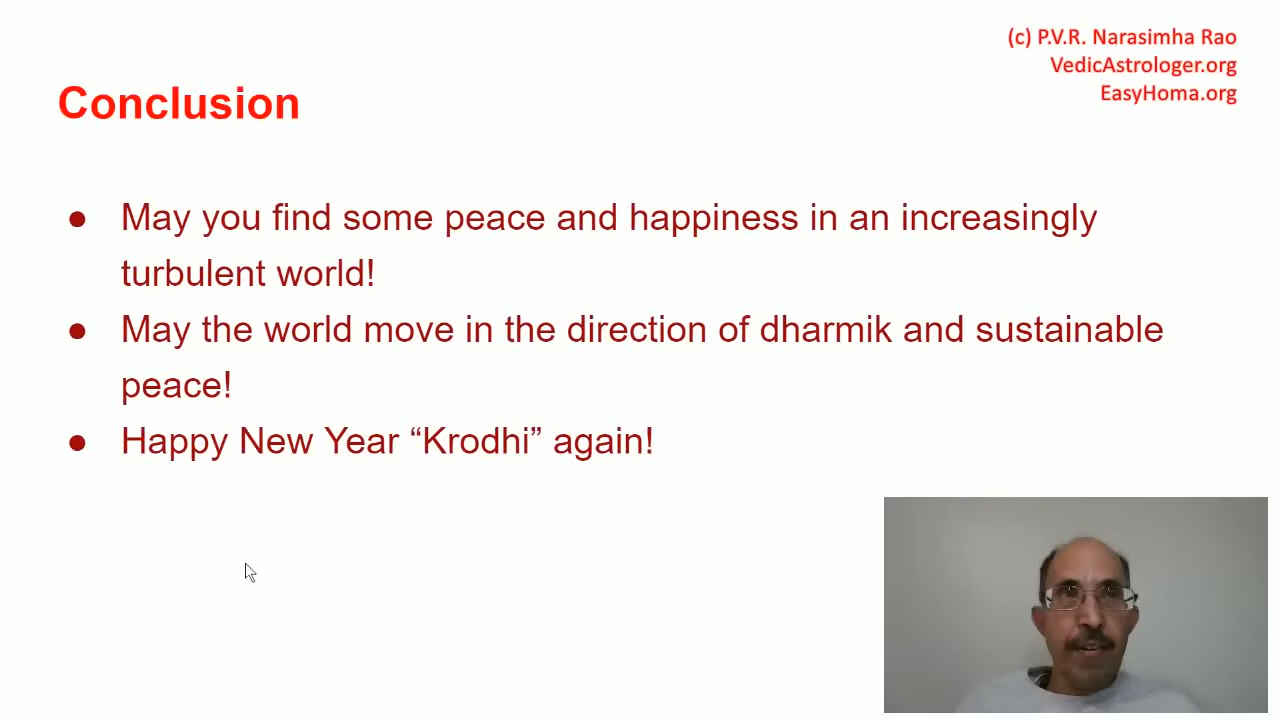 (c) P.V.R. Narasimha Rao
VedicAstrologer.org
EasyHoma.org
Conclusion
● May you find some peace and happiness in an increasingly
turbulent world!
● May the world move in the direction of dharmik and sustainable
peace!
● Happy New Year “Krodhi” again!